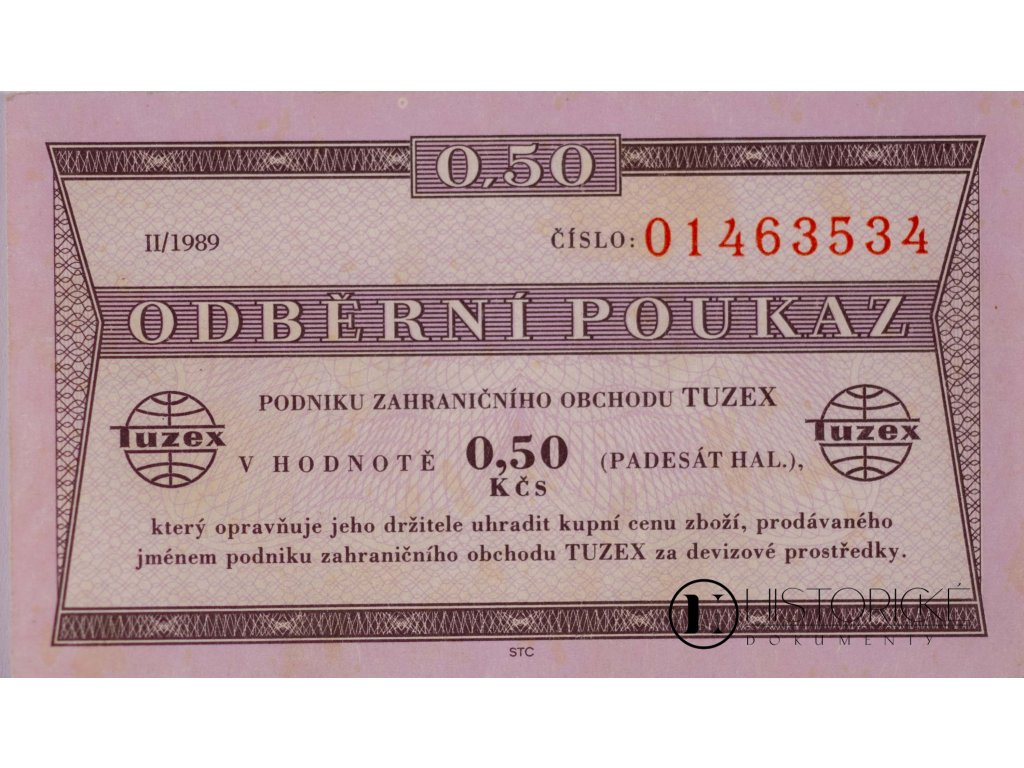 0,50
II/1989
ČÍSLO: 01463534
ODBĚRNÍ POUKAZ
PODNIKU ZAHRANIČNÍHO OBCHODU TUZEX
Tuzex
Tuzex
V HODNOTĚ 0,50 (PADESÁT HAL.),
KČS
který opravňuje jeho držitele uhradit kupní cenu zboží, prodávaného
jménem podniku zahraničního obchodu TUZEX za devizové prostředky.
HISTORICKÉ
DOKUMENTY
STC